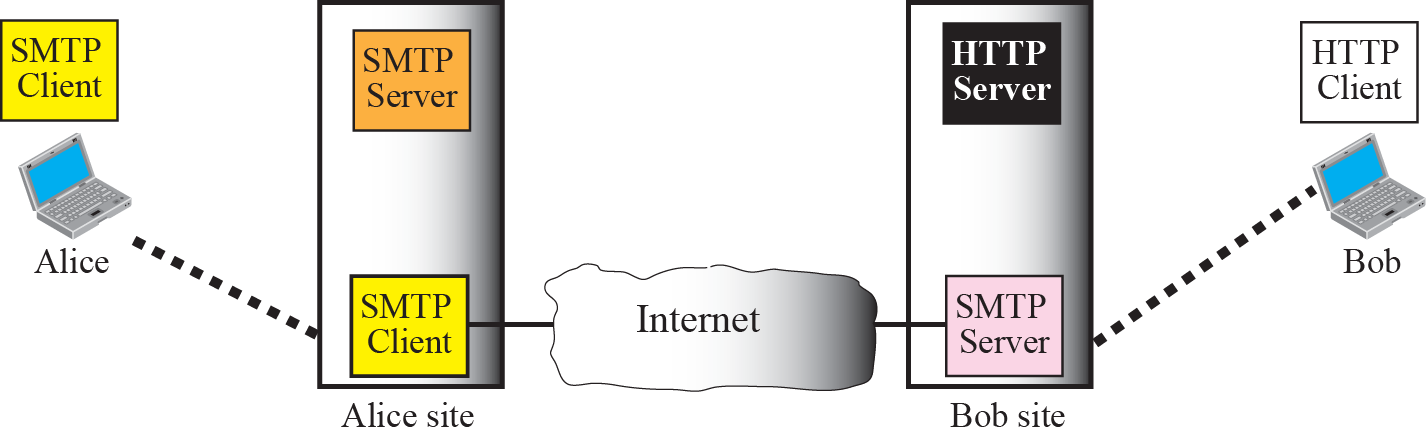 SMTP
Client
Alice
SMTP
Server
SMTP
Client
Alice site
Internet
HTTP
Server
SMTP
Server
Bob site
HTTP
Client
Bob